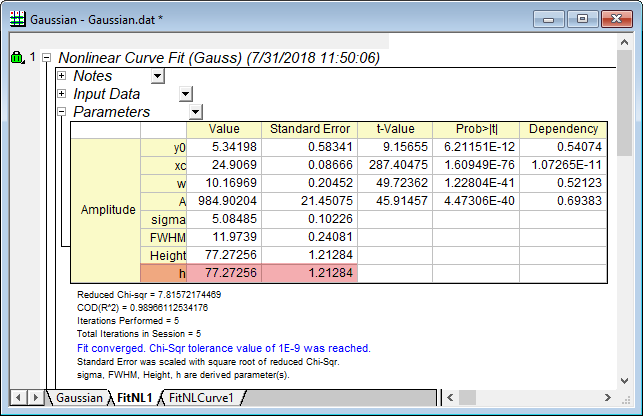 Gaussian - Gaussian.dat *
1 Nonlinear Curve Fit (Gauss) (7/31/2018 11:50:06)
Notes
Input Data
Parameters
Value Standard Error t-Value Prob>|t| Dependency
y0 5.34198 0.58341 9.15655 6.21151E-12 0.54074
xc 24.9069 0.08666 287.40475 1.60949E-76 1.07265E-11
w 10.16969 0.20452 49.72362 1.22804E-41 0.52123
Amplitude A 984.90204 21.45075 45.91457 4.47306E-40 0.69383
sigma 5.08485 0.10226
FWHM 11.9739 0.24081
Height 77.27256 1.21284
h 77.27256 1.21284
Reduced Chi-sqr = 7.81572174469
COD(R^2) = 0.98966112534176
Iterations Performed = 5
Total Iterations in Session = 5
Fit converged. Chi-Sqr tolerance value of 1E-9 was reached.
Standard Error was scaled with square root of reduced Chi-Sqr.
sigma, FWHM, Height, h are derived parameter(s).
Gaussian FitNL1 FitNLCurve1